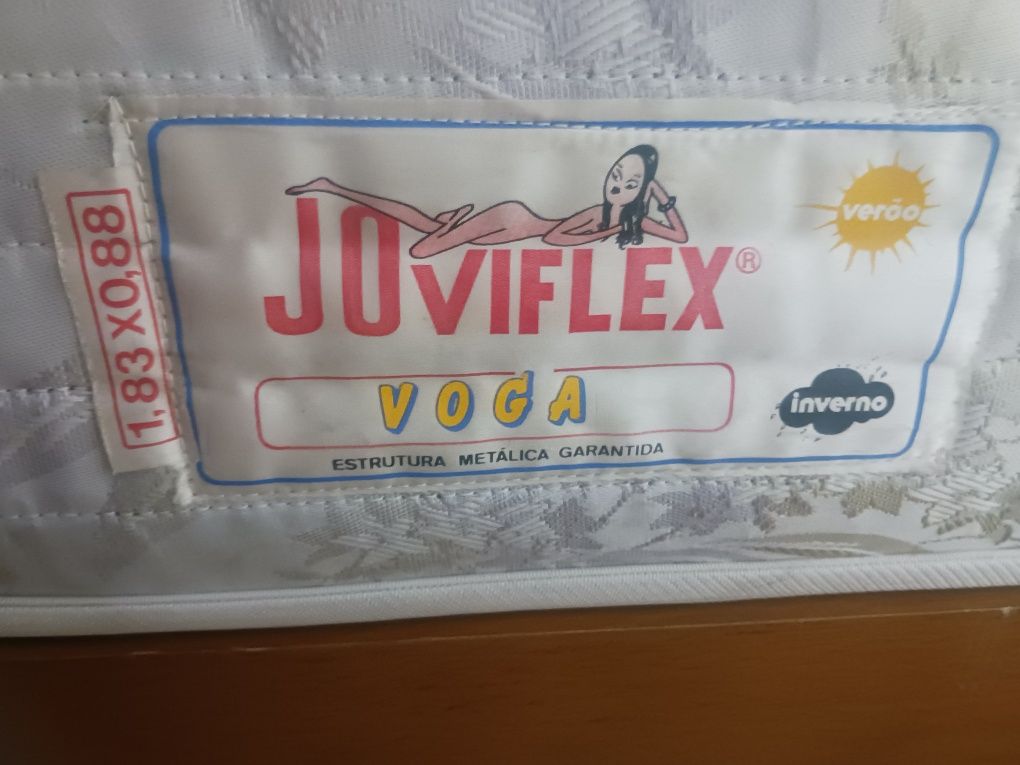 1,83 X 0,88
JOVIFLEX®
verão
VOGA
inverno
ESTRUTURA METÁLICA GARANTIDA